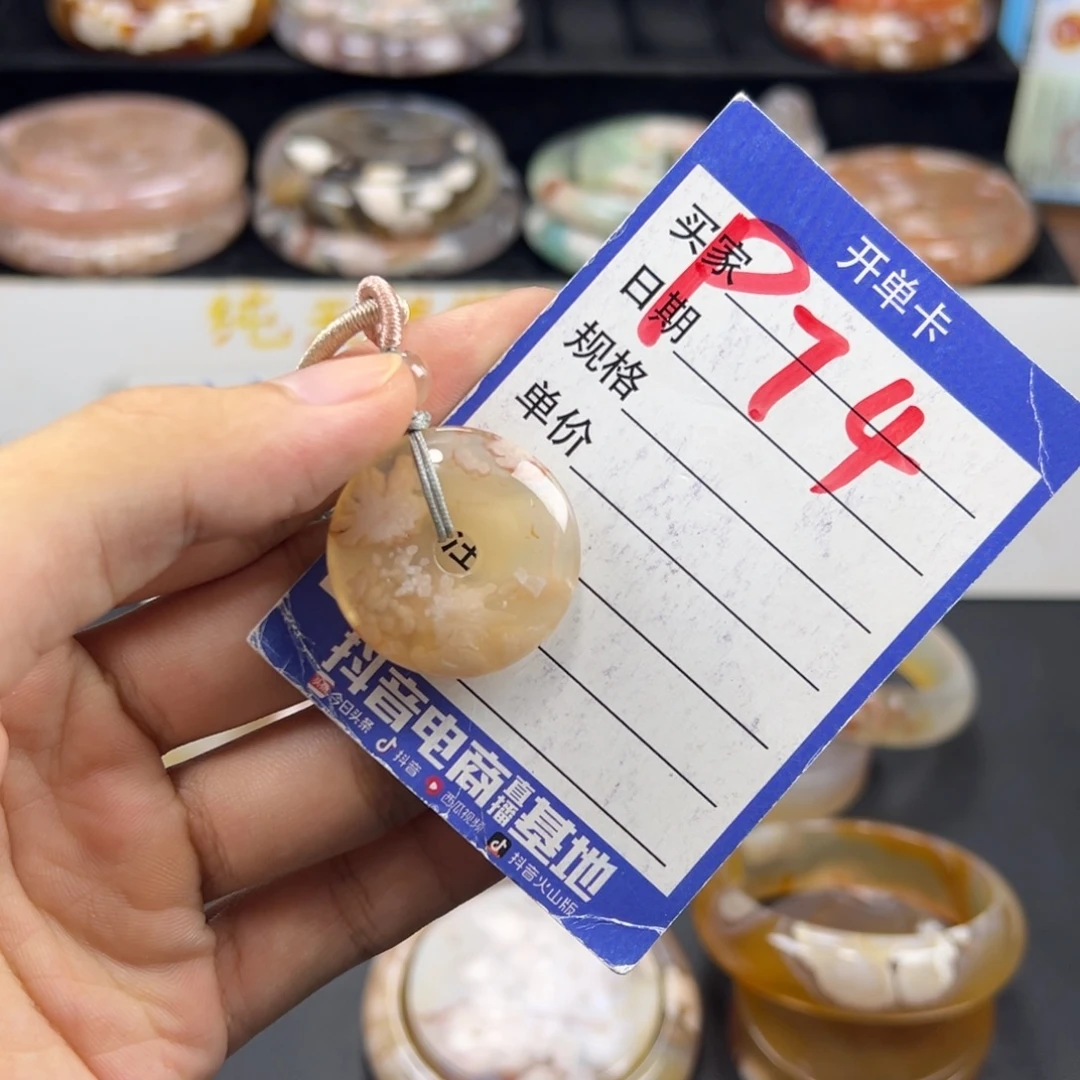 开单卡
买家
P74
日期
规格
单价
注
抖音电商直播基地
今日头条 抖音 西瓜视频 抖音火山版
纯